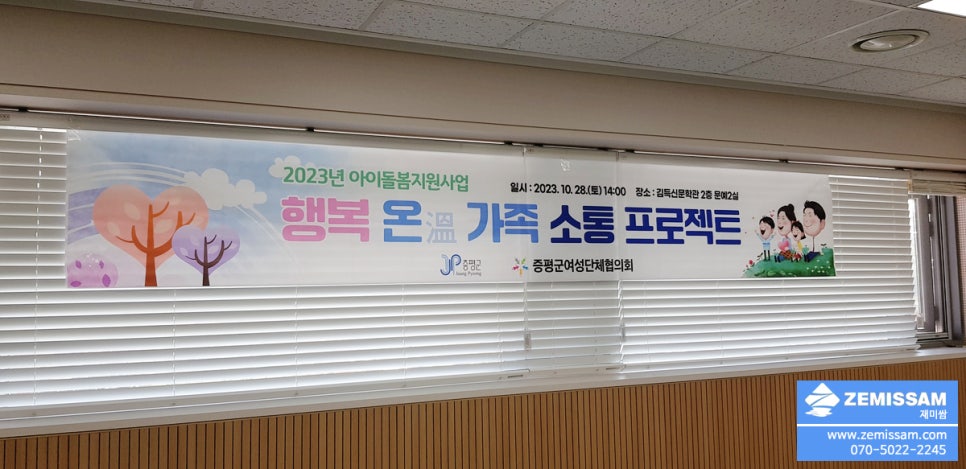 2023년 아이돌봄지원사업
일시 : 2023. 10. 28.(토) 14:00 장소 : 김득신문학관 2층 문예2실
행복 온溫 가족 소통 프로젝트
증평군
Jeung Pyeong
증평군여성단체협의회
ZEMISSAM
재미쌈
www.zemissam.com
070-5022-2245